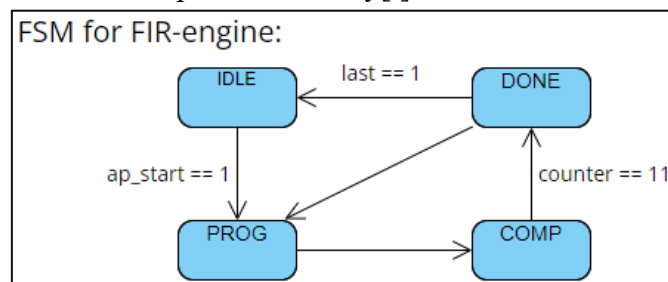 FSM for FIR-engine:
IDLE
last == 1
DONE
ap_start == 1
counter == 11
PROG
COMP